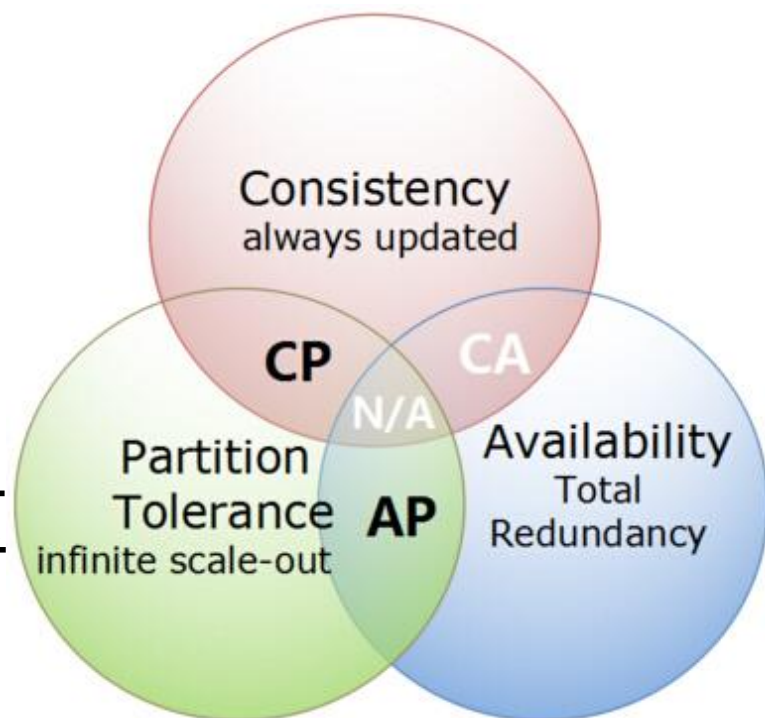 Consistency
always updated
CP
CA
N/A
Partition
Tolerance
infinite scale-out
AP
Availability
Total
Redundancy